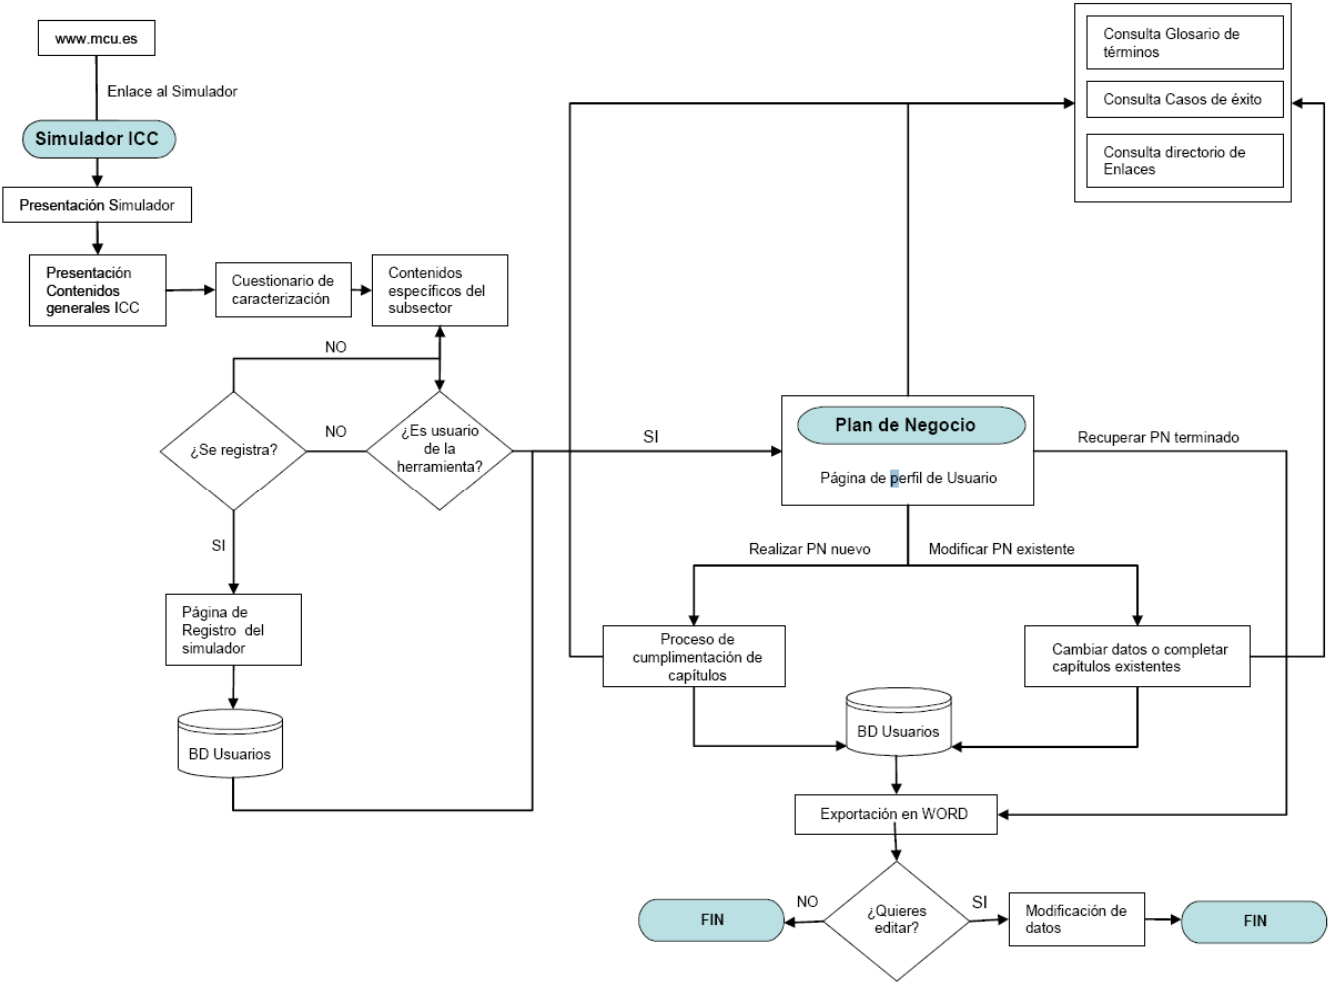 www.mcu.es
Enlace al Simulador
Simulador ICC
Presentación Simulador
Presentación
Contenidos
generales ICC
Cuestionario de
caracterización
Contenidos
específicos del
subsector
NO
¿Se registra?
NO
¿Es usuario
de la
herramienta?
SI
SI
Página de
Registro del
simulador
BD Usuarios
Consulta Glosario de
términos
Consulta Casos de éxito
Consulta directorio de
Enlaces
Plan de Negocio
Página de perfil de Usuario
Recuperar PN terminado
Realizar PN nuevo
Modificar PN existente
Proceso de
cumplimentación de
capítulos
Cambiar datos o completar
capítulos existentes
BD Usuarios
Exportación en WORD
¿Quieres
editar?
NO
FIN
SI
Modificación de
datos
FIN